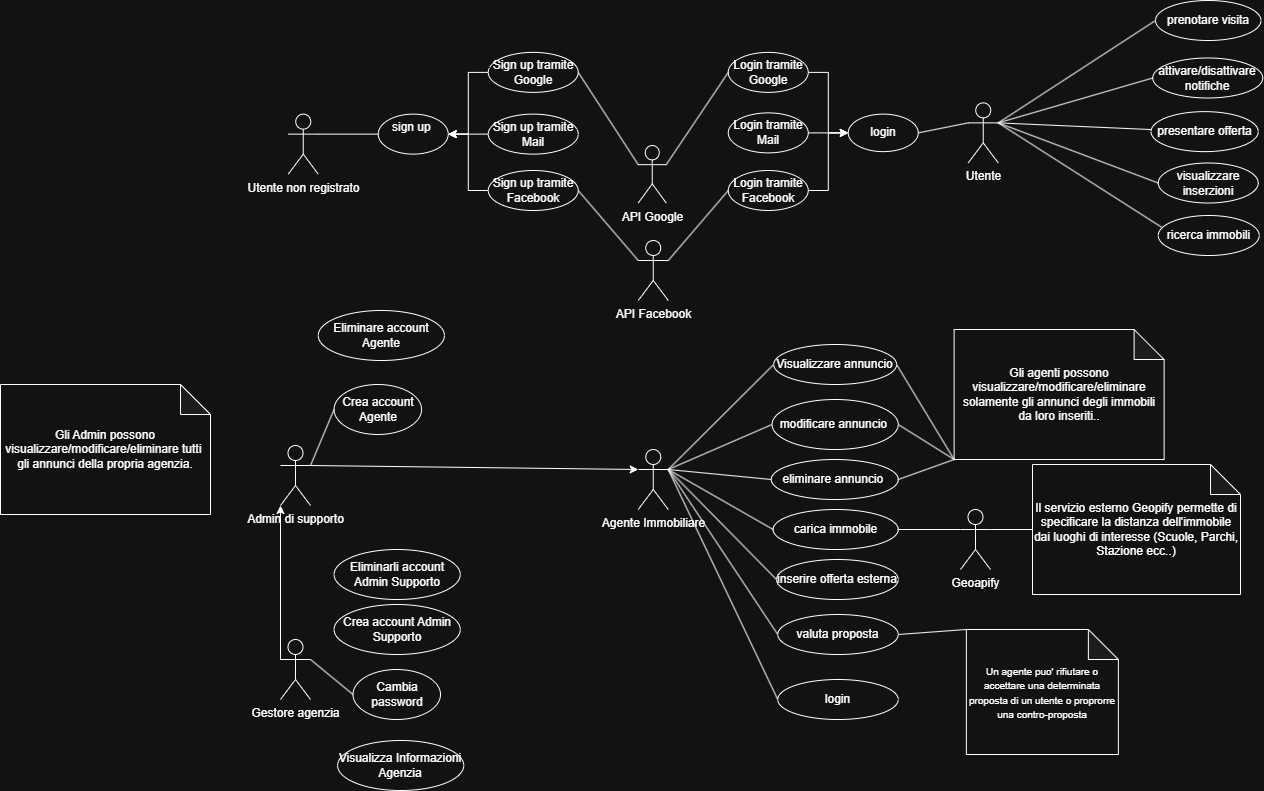 prenotare visita
Sign up tramite
Google
Login tramite
Google
attivare/disattivare
notifiche
sign up
Sign up tramite
Mail
Login tramite
Mail
login
presentare offerta
Utente non registrato
Sign up tramite
Facebook
Login tramite
Facebook
Utente
visualizzare
inserzioni
API Google
ricerca immobili
API Facebook
Eliminare account
Agente
Crea account
Agente
Gli Admin possono
visualizzare/modificare/eliminare tutti
gli annunci della propria agenzia.
Admin di supporto
Visualizzare annuncio
modificare annuncio
eliminare annuncio
Gli agenti possono
visualizzare/modificare/eliminare
solamente gli annunci degli immobili
da loro inseriti..
Agente Immobiliare
carica immobile
Il servizio esterno Geopify permette di
specificare la distanza dell'immobile
dai luoghi di interesse (Scuole, Parchi,
Stazione ecc..)
Geoapify
inserire offerta esterna
Eliminarli account
Admin Supporto
Crea account Admin
Supporto
valuta proposta
Un agente puo' rifiutare o
accettare una determinata
proposta di un utente o proprorre
una contro-proposta
Cambia
password
Gestore agenzia
login
Visualizza Informazioni
Agenzia